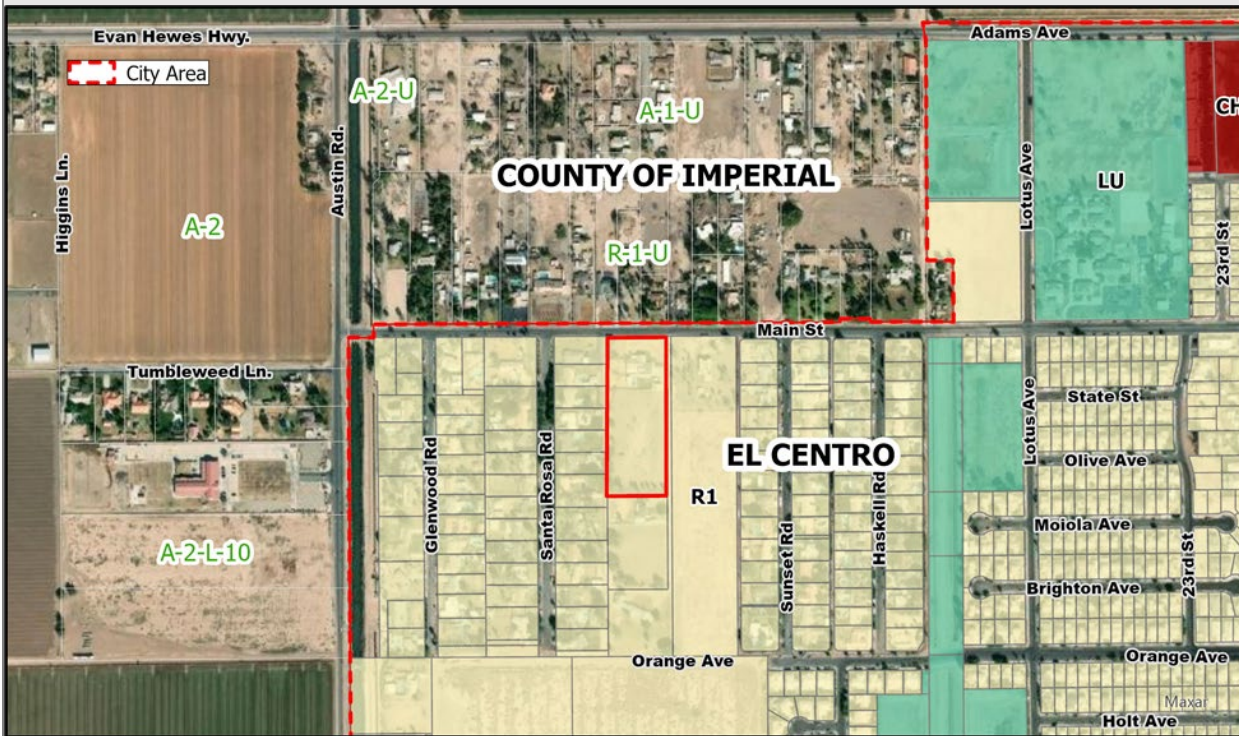 Evan Hewes Hwy.
Adams Ave
City Area
A-2-U
A-1-U
CH
COUNTY OF IMPERIAL
LU
Higgins Ln.
Austin Rd.
Lotus Ave
A-2
R-1-U
23rd St
Main St
Tumbleweed Ln.
State St
Glenwood Rd
Santa Rosa Rd
EL CENTRO
Lotus Ave
Olive Ave
R1
Sunset Rd
Haskell Rd
Moiola Ave
A-2-L-10
23rd St
Brighton Ave
Orange Ave
Orange Ave
Maxar
Holt Ave